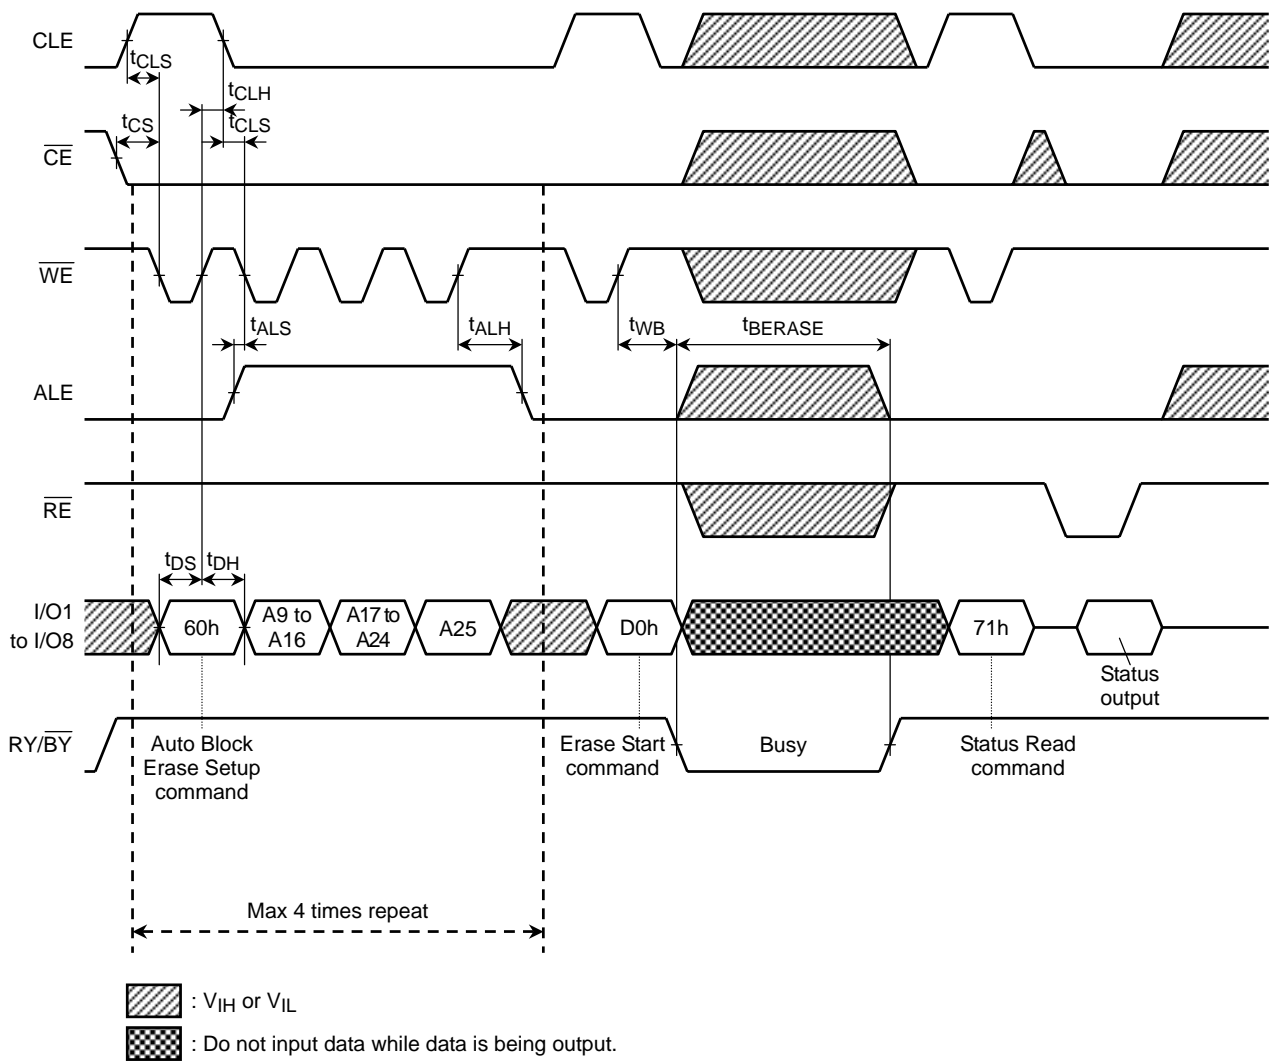 CLE
tCLS
tCLH
tCS
tCLS
CE
WE
tALS
tALH
tWB
tBERASE
ALE
RE
tDS
tDH
I/O1
to I/O8
60h
A9 to
A16
A17 to
A24
A25
D0h
71h
Status
output
RY/BY
Auto Block
Erase Setup
command
Erase Start
command
Busy
Status Read
command
Max 4 times repeat
: VIH or VIL
: Do not input data while data is being output.